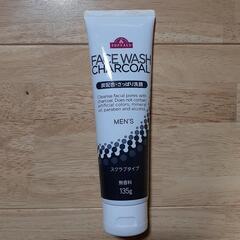 TOPVALU
FACE WASH
CHARCOAL
炭配合・さっぱり洗顔
Cleanse facial pores with
charcoal. Does not contain
artificial colors, mineral
oil, paraben and alcohol.
MEN'S
スクラブタイプ
無香料
135g